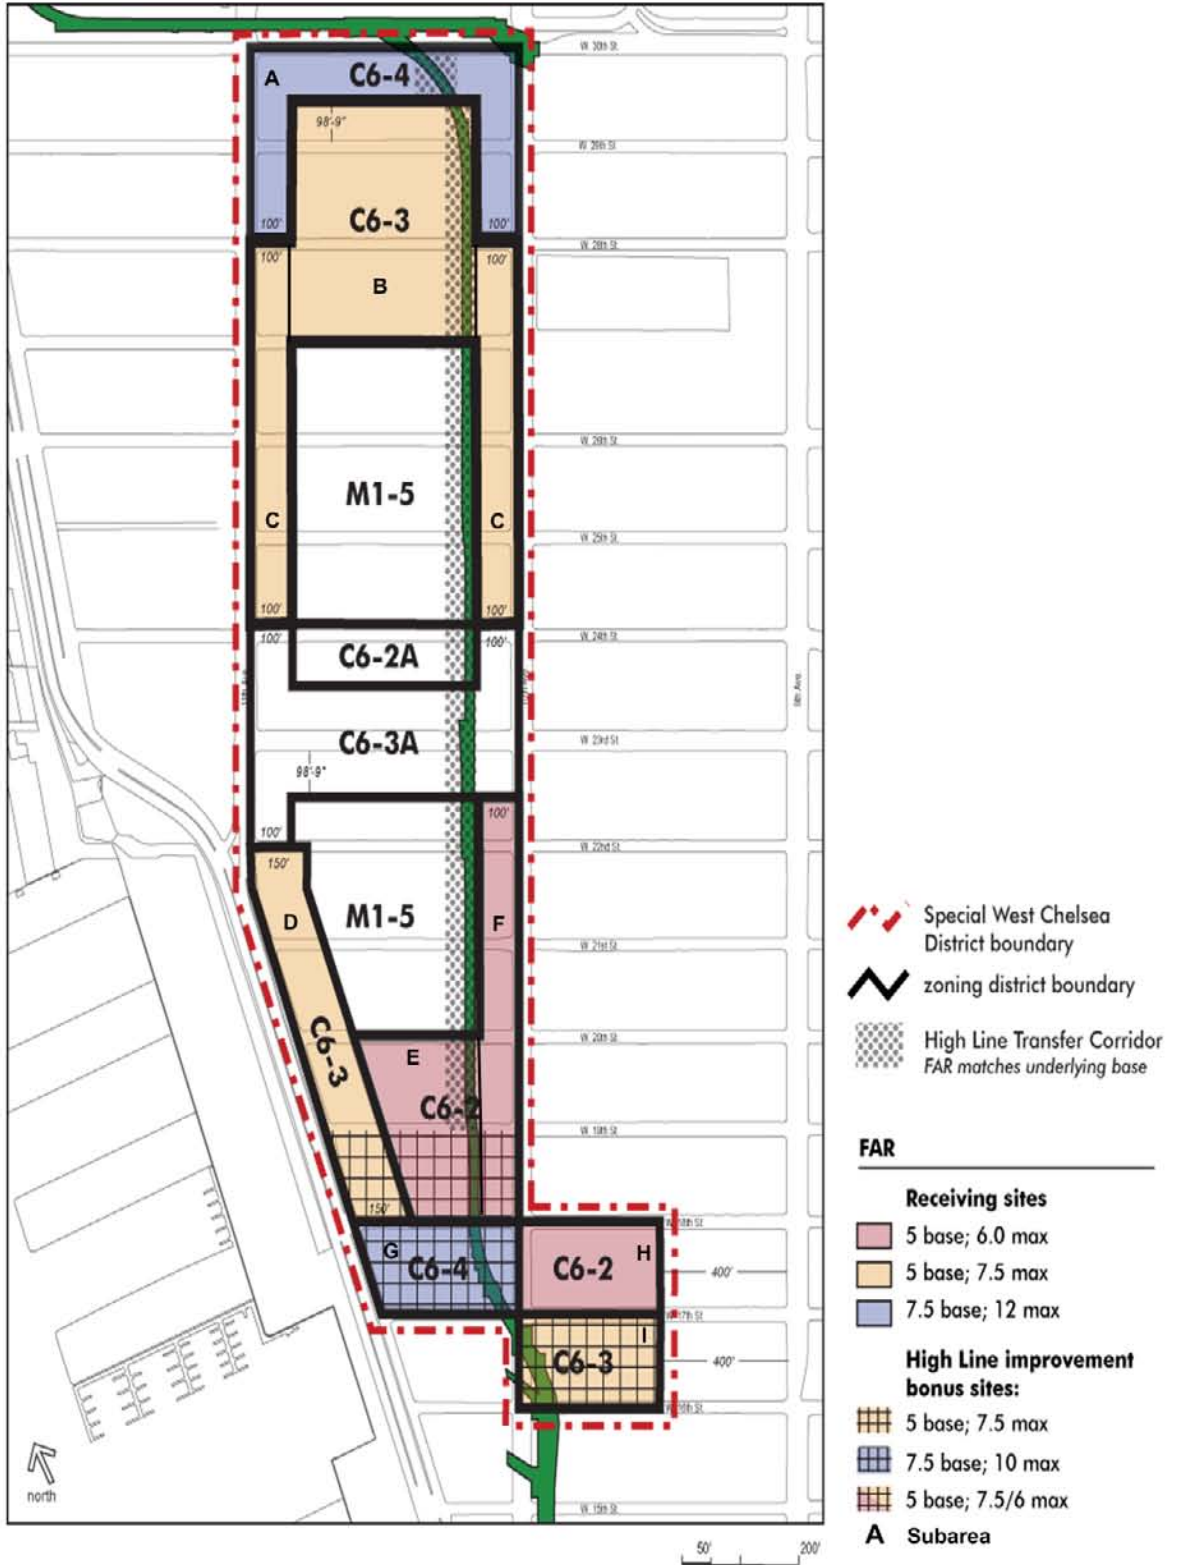 W. 30th St.
A
C6-4
98'-9"
W. 29th St.
C6-3
100'
100'
W. 28th St.
100'
100'
B
W. 26th St.
M1-5
C
C
W. 25th St.
100'
100'
W. 24th St.
100'
100'
C6-2A
9th Ave.
C6-3A
W. 23rd St.
98'-9"
100'
100'
W. 22nd St.
150'
D
M1-5
F
W. 21st St.
C6-3
W. 20th St.
E
C6-2
W. 19th St.
150'
W. 18th St.
G
C6-4
C6-2
H
400'
W. 17th St.
I
C6-3
400'
W. 16th St.
north
W. 15th St.
Special West Chelsea
District boundary
zoning district boundary
High Line Transfer Corridor
FAR matches underlying base
FAR
Receiving sites
5 base; 6.0 max
5 base; 7.5 max
7.5 base; 12 max
High Line improvement
bonus sites:
5 base; 7.5 max
7.5 base; 10 max
5 base; 7.5/6 max
A Subarea
50' 200'